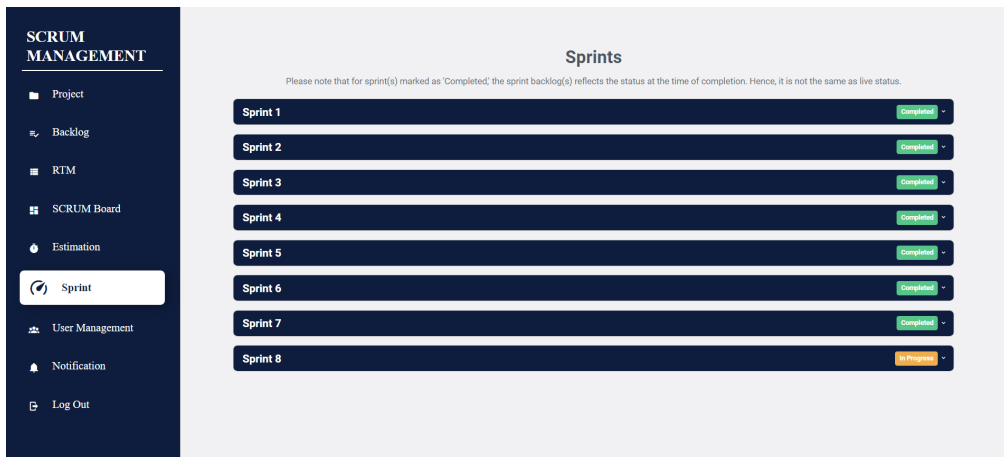 SCRUM
MANAGEMENT
Project
Backlog
RTM
SCRUM Board
Estimation
Sprint
User Management
Notification
Log Out
Sprints
Please note that for sprint(s) marked as 'Completed,' the sprint backlog(s) reflects the status at the time of completion. Hence, it is not the same as live status.
Sprint 1 Completed
Sprint 2 Completed
Sprint 3 Completed
Sprint 4 Completed
Sprint 5 Completed
Sprint 6 Completed
Sprint 7 Completed
Sprint 8 In Progress